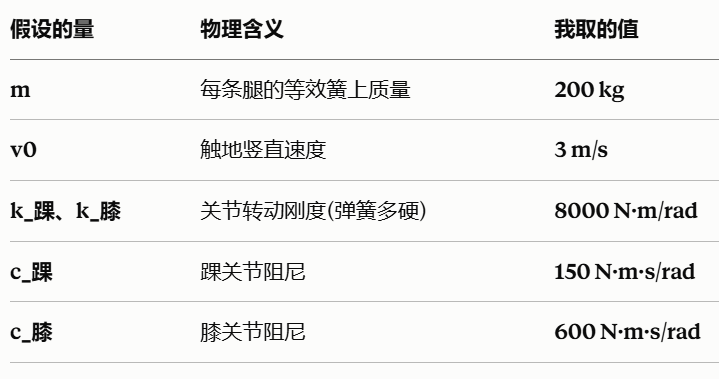 假设的量 物理含义 我取的值
m 每条腿的等效簧上质量 200 kg
v0 触地竖直速度 3 m/s
k_踝、k_膝 关节转动刚度(弹簧多硬) 8000 N·m/rad
c_踝 踝关节阻尼 150 N·m·s/rad
c_膝 膝关节阻尼 600 N·m·s/rad